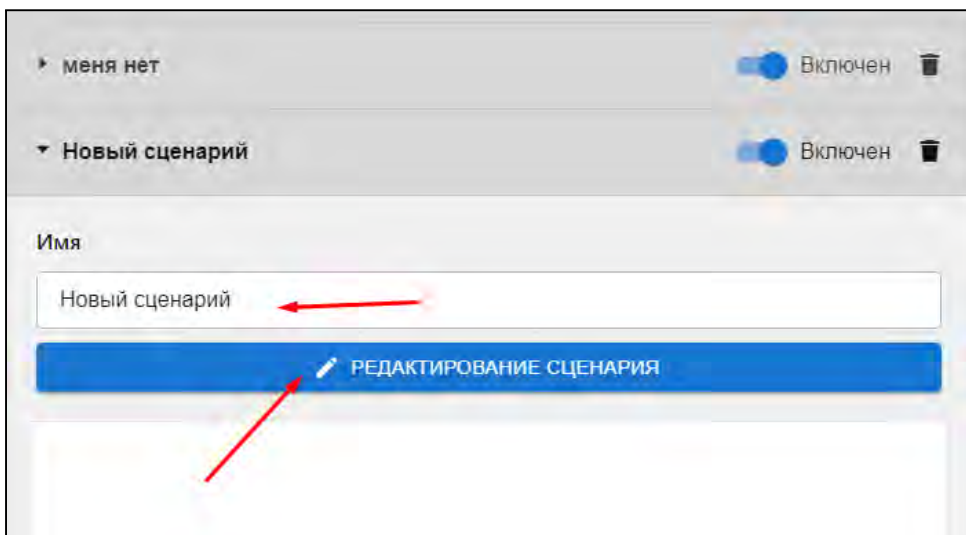 меня нет Включен
Новый сценарий Включен
Имя
Новый сценарий
РЕДАКТИРОВАНИЕ СЦЕНАРИЯ